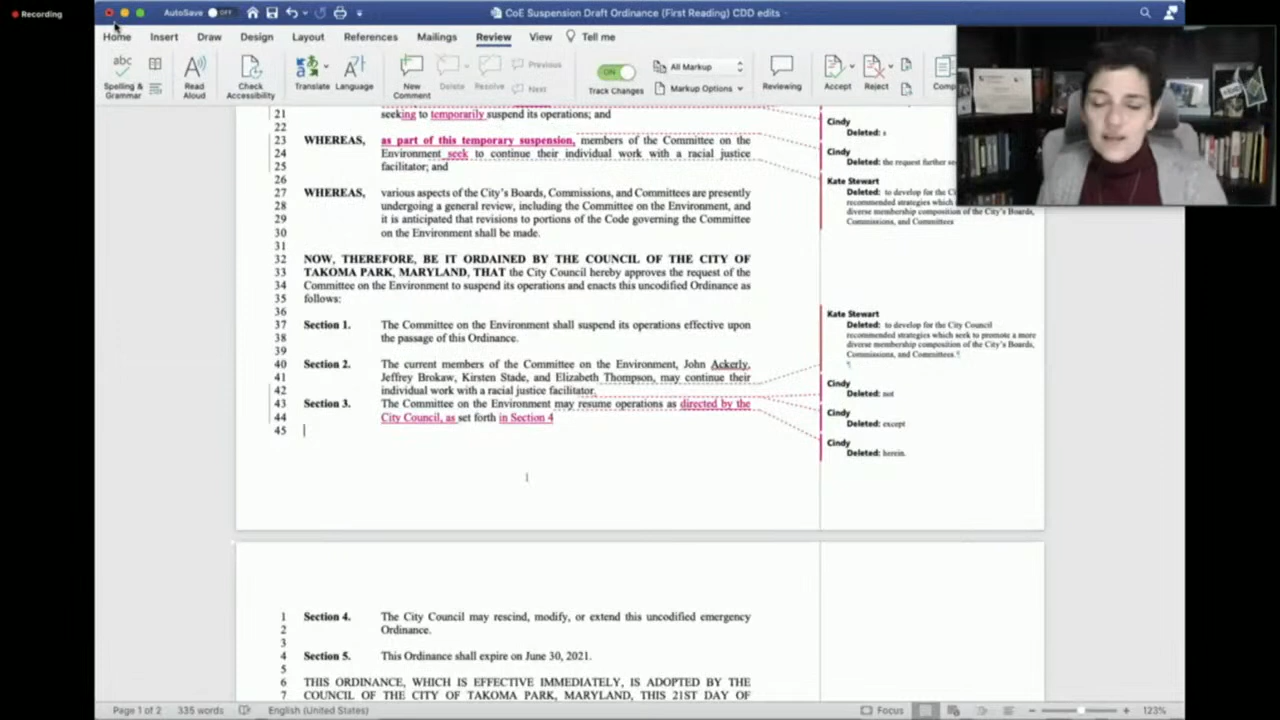 Recording
AutoSave OFF
CoE Suspension Draft Ordinance (First Reading) CDD edits
Home Insert Draw Design Layout References Mailings Review View Tell me
abc
Spelling & Grammar
Read Aloud
Check Accessibility
Translate
Language
New Comment
Delete
Resolve
Previous
Next
ON
Track Changes
All Markup
Markup Options
Reviewing
Accept
Reject
21 seeking to temporarily suspend its operations; and
22
23 WHEREAS, as part of this temporary suspension, members of the Committee on the
24 Environment seek to continue their individual work with a racial justice
25 facilitator; and
26
27 WHEREAS, various aspects of the City's Boards, Commissions, and Committees are presently
28 undergoing a general review, including the Committee on the Environment, and
29 it is anticipated that revisions to portions of the Code governing the Committee
30 on the Environment shall be made.
31
32 NOW, THEREFORE, BE IT ORDAINED BY THE COUNCIL OF THE CITY OF
33 TAKOMA PARK, MARYLAND, THAT the City Council hereby approves the request of the
34 Committee on the Environment to suspend its operations and enacts this uncodified Ordinance as
35 follows:
36
37 Section 1. The Committee on the Environment shall suspend its operations effective upon
38 the passage of this Ordinance.
39
40 Section 2. The current members of the Committee on the Environment, John Ackerly,
41 Jeffrey Brokaw, Kirsten Stade, and Elizabeth Thompson, may continue their
42 individual work with a racial justice facilitator.
43 Section 3. The Committee on the Environment may resume operations as directed by the
44 City Council, as set forth in Section 4
45
Cindy
Deleted: s
Cindy
Deleted: the request further
Kate Stewart
Deleted: to develop for the
recommended strategies which
diverse membership composition of the City's Boards,
Commissions, and Committees
Kate Stewart
Deleted: to develop for the City Council
recommended strategies which seek to promote a more
diverse membership composition of the City's Boards,
Commissions, and Committees.¶
¶
Cindy
Deleted: not
Cindy
Deleted: except
Cindy
Deleted: herein.
1 Section 4. The City Council may rescind, modify, or extend this uncodified emergency
2 Ordinance.
3
4 Section 5. This Ordinance shall expire on June 30, 2021.
5
6 THIS ORDINANCE, WHICH IS EFFECTIVE IMMEDIATELY, IS ADOPTED BY THE
7 COUNCIL OF THE CITY OF TAKOMA PARK, MARYLAND, THIS 21ST DAY OF
Page 1 of 2 335 words English (United States) Focus 123%